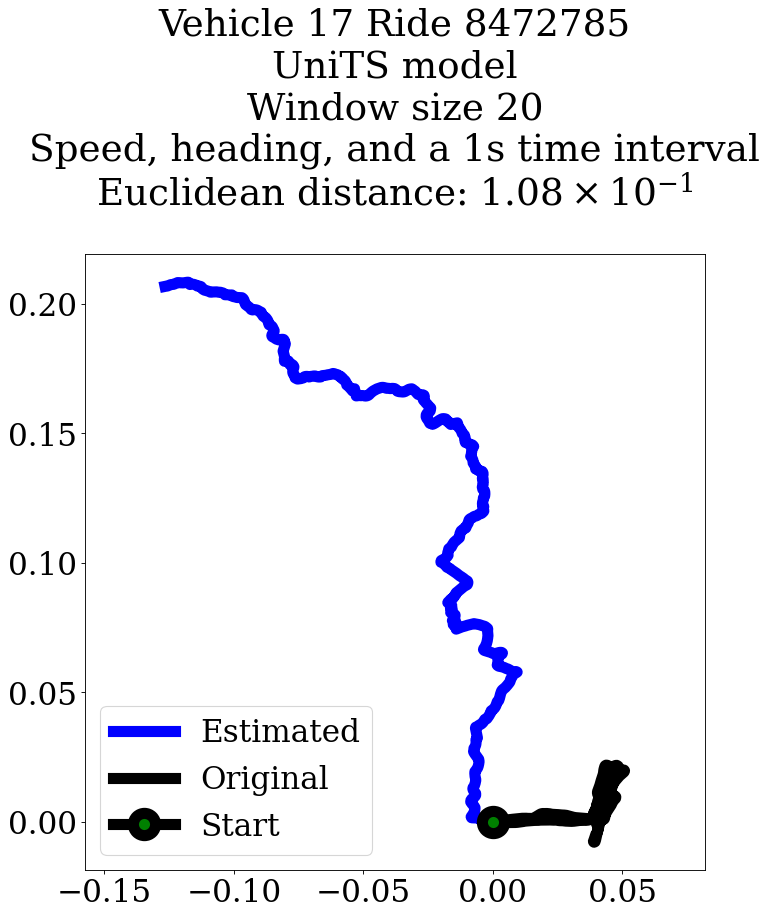 Vehicle 17 Ride 8472785
UniTS model
Window size 20
Speed, heading, and a 1s time interval
Euclidean distance: 1.08 × 10⁻¹
0.20
0.15
0.10
0.05
0.00
Estimated
Original
Start
−0.15 −0.10 −0.05 0.00 0.05